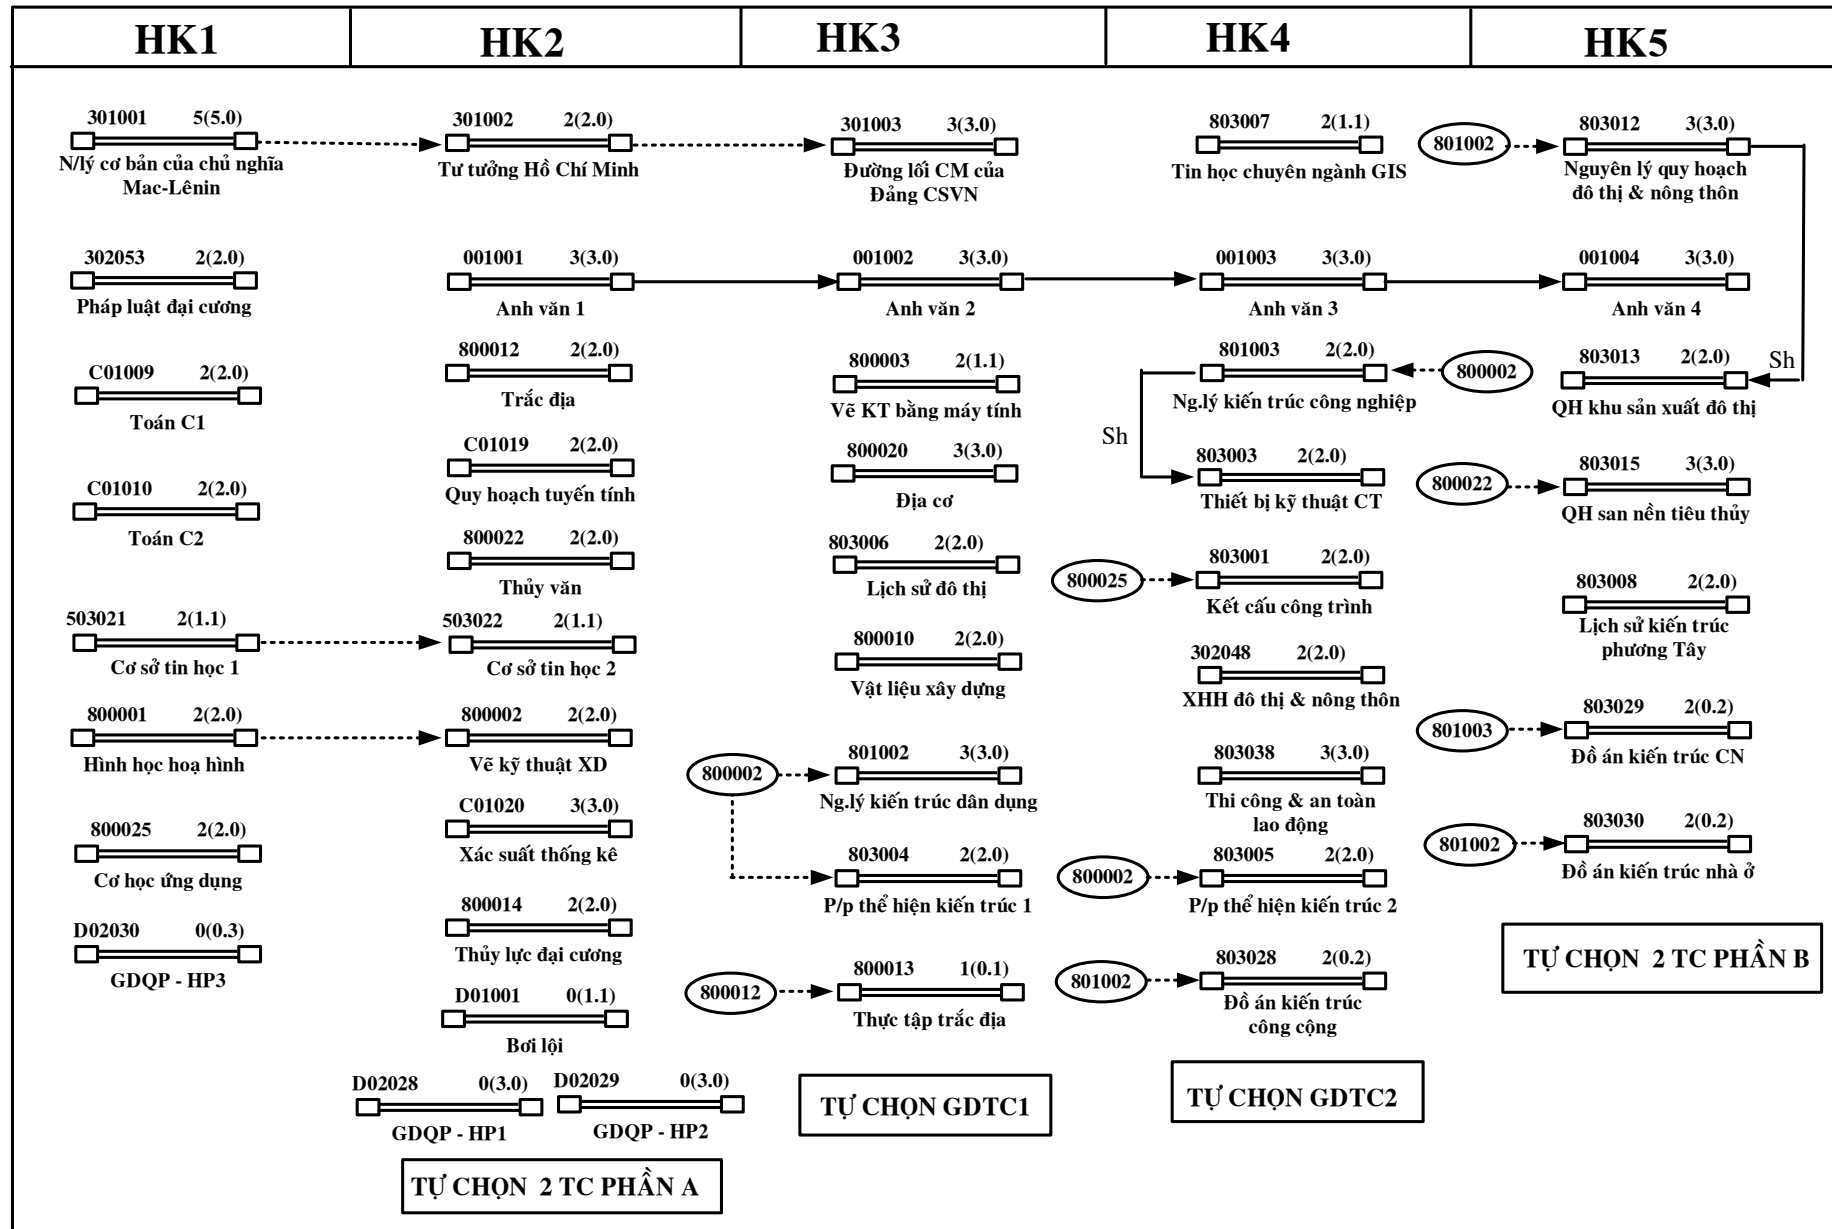 HK1
HK2
HK3
HK4
HK5
301001 5(5.0)
N/lý cơ bản của chủ nghĩa
Mac-Lênin
302053 2(2.0)
Pháp luật đại cương
C01009 2(2.0)
Toán C1
C01010 2(2.0)
Toán C2
503021 2(1.1)
Cơ sở tin học 1
800001 2(2.0)
Hình học hoạ hình
800025 2(2.0)
Cơ học ứng dụng
D02030 0(0.3)
GDQP - HP3
301002 2(2.0)
Tư tưởng Hồ Chí Minh
001001 3(3.0)
Anh văn 1
800012 2(2.0)
Trắc địa
C01019 2(2.0)
Quy hoạch tuyến tính
800022 2(2.0)
Thủy văn
503022 2(1.1)
Cơ sở tin học 2
800002 2(2.0)
Vẽ kỹ thuật XD
C01020 3(3.0)
Xác suất thống kê
800014 2(2.0)
Thủy lực đại cương
D01001 0(1.1)
Bơi lội
D02028 0(3.0)
GDQP - HP1
D02029 0(3.0)
GDQP - HP2
TỰ CHỌN 2 TC PHẦN A
301003 3(3.0)
Đường lối CM của
Đảng CSVN
001002 3(3.0)
Anh văn 2
800003 2(1.1)
Vẽ KT bằng máy tính
800020 3(3.0)
Địa cơ
803006 2(2.0)
Lịch sử đô thị
800010 2(2.0)
Vật liệu xây dựng
800002
801002 3(3.0)
Ng.lý kiến trúc dân dụng
803004 2(2.0)
P/p thể hiện kiến trúc 1
800012
800013 1(0.1)
Thực tập trắc địa
TỰ CHỌN GDTC1
803007 2(1.1)
Tin học chuyên ngành GIS
001003 3(3.0)
Anh văn 3
801003 2(2.0)
800002
Ng.lý kiến trúc công nghiệp
Sh
803003 2(2.0)
Thiết bị kỹ thuật CT
800025
803001 2(2.0)
Kết cấu công trình
302048 2(2.0)
XHH đô thị & nông thôn
803038 3(3.0)
Thi công & an toàn
lao động
800002
803005 2(2.0)
P/p thể hiện kiến trúc 2
801002
803028 2(0.2)
Đồ án kiến trúc
công cộng
TỰ CHỌN GDTC2
801002
803012 3(3.0)
Nguyên lý quy hoạch
đô thị & nông thôn
001004 3(3.0)
Anh văn 4
803013 2(2.0)
Sh
QH khu sản xuất đô thị
800022
803015 3(3.0)
QH san nền tiêu thủy
803008 2(2.0)
Lịch sử kiến trúc
phương Tây
801003
803029 2(0.2)
Đồ án kiến trúc CN
801002
803030 2(0.2)
Đồ án kiến trúc nhà ở
TỰ CHỌN 2 TC PHẦN B